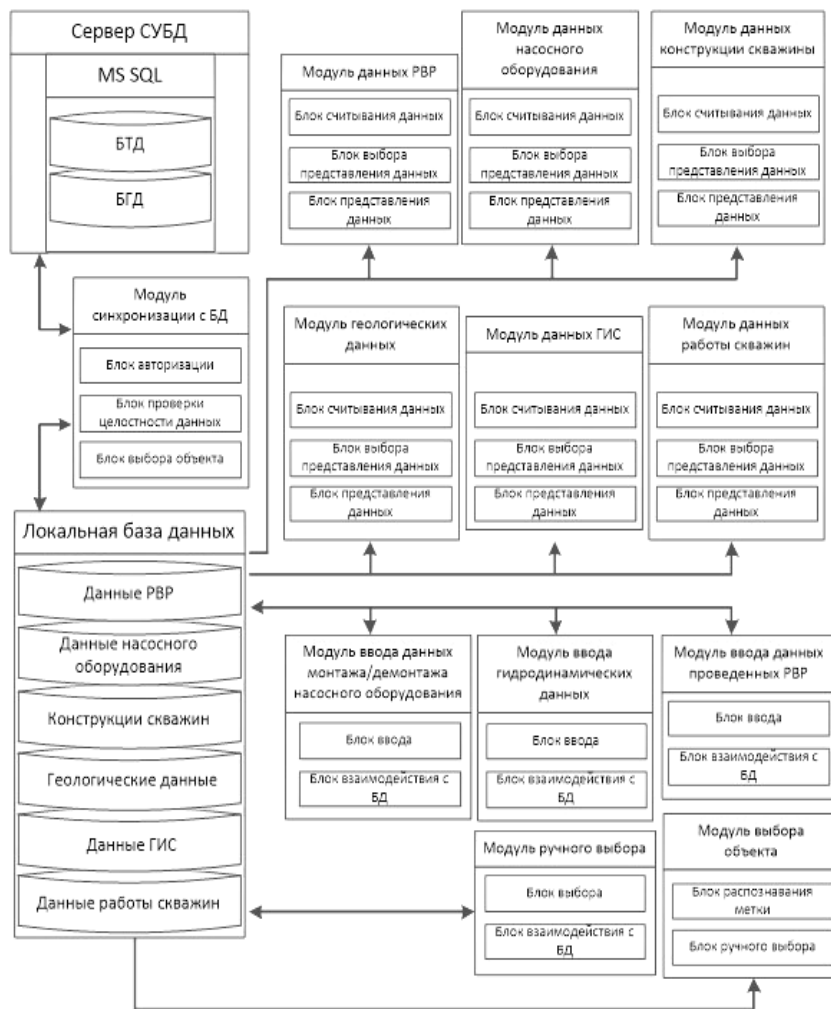 Сервер СУБД
MS SQL
БТД
БГД
Модуль данных РВР
Блок считывания данных
Блок выбора
представления данных
Блок представления
данных
Модуль данных
насосного
оборудования
Блок считывания данных
Блок выбора
представления данных
Блок представления
данных
Модуль данных
конструкции скважины
Блок считывания данных
Блок выбора
представления данных
Блок представления
данных
Модуль
синхронизации с БД
Блок авторизации
Блок проверки
целостности данных
Блок выбора объекта
Модуль геологических
данных
Блок считывания данных
Блок выбора
представления данных
Блок представления
данных
Модуль данных ГИС
Блок считывания данных
Блок выбора
представления данных
Блок представления
данных
Модуль данных
работы скважин
Блок считывания данных
Блок выбора
представления данных
Блок представления
данных
Локальная база данных
Данные РВР
Данные насосного
оборудования
Конструкции скважин
Геологические данные
Данные ГИС
Данные работы скважин
Модуль ввода данных
монтажа/демонтажа
насосного оборудования
Блок ввода
Блок взаимодействия с
БД
Модуль ввода
гидродинамических
данных
Блок ввода
Блок взаимодействия с
БД
Модуль ввода данных
проведенных РВР
Блок ввода
Блок взаимодействия с
БД
Модуль ручного выбора
Блок выбора
Блок взаимодействия с
БД
Модуль выбора
объекта
Блок распознавания
метки
Блок ручного выбора